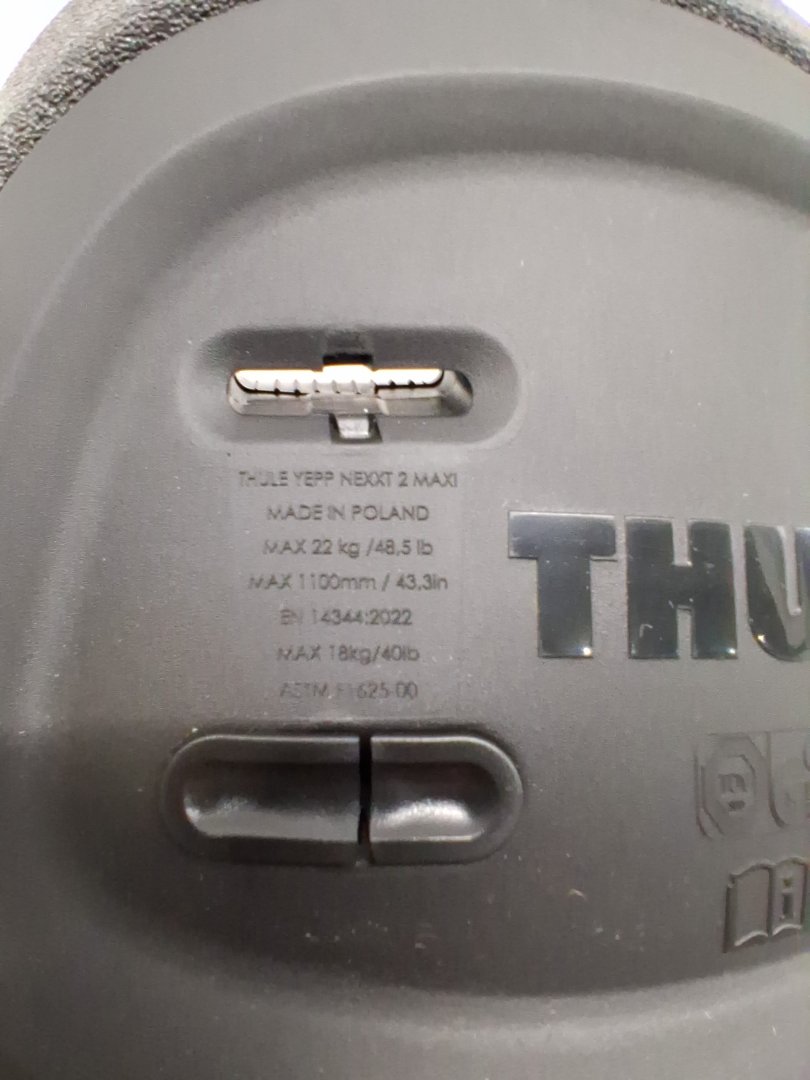 THULE YEPP NEXXT 2 MAXI
MADE IN POLAND
MAX 22 kg /48,5 lb
MAX 1100mm / 43,3in
EN 14344:2022
MAX 18kg/40lb
ASTM F1625-00
THU
i